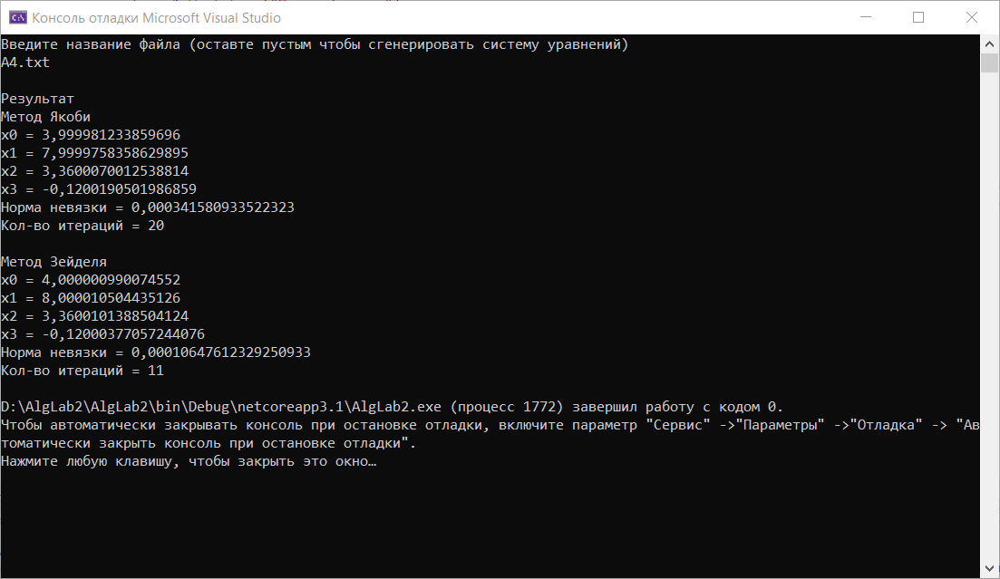 Консоль отладки Microsoft Visual Studio
Введите название файла (оставте пустым чтобы сгенерировать систему уравнений)
A4.txt
Результат
Метод Якоби
x0 = 3,999981233859696
x1 = 7,9999758358629895
x2 = 3,3600070012538814
x3 = -0,1200190501986859
Норма невязки = 0,000341580933522323
Кол-во итераций = 20
Метод Зейделя
x0 = 4,000000990074552
x1 = 8,000010504435126
x2 = 3,3600101388504124
x3 = -0,12000377057244076
Норма невязки = 0,00010647612329250933
Кол-во итераций = 11
D:\AlgLab2\AlgLab2\bin\Debug\netcoreapp3.1\AlgLab2.exe (процесс 1772) завершил работу с кодом 0.
Чтобы автоматически закрывать консоль при остановке отладки, включите параметр "Сервис" ->"Параметры" ->"Отладка" -> "Ав
томатически закрыть консоль при остановке отладки".
Нажмите любую клавишу, чтобы закрыть это окно…